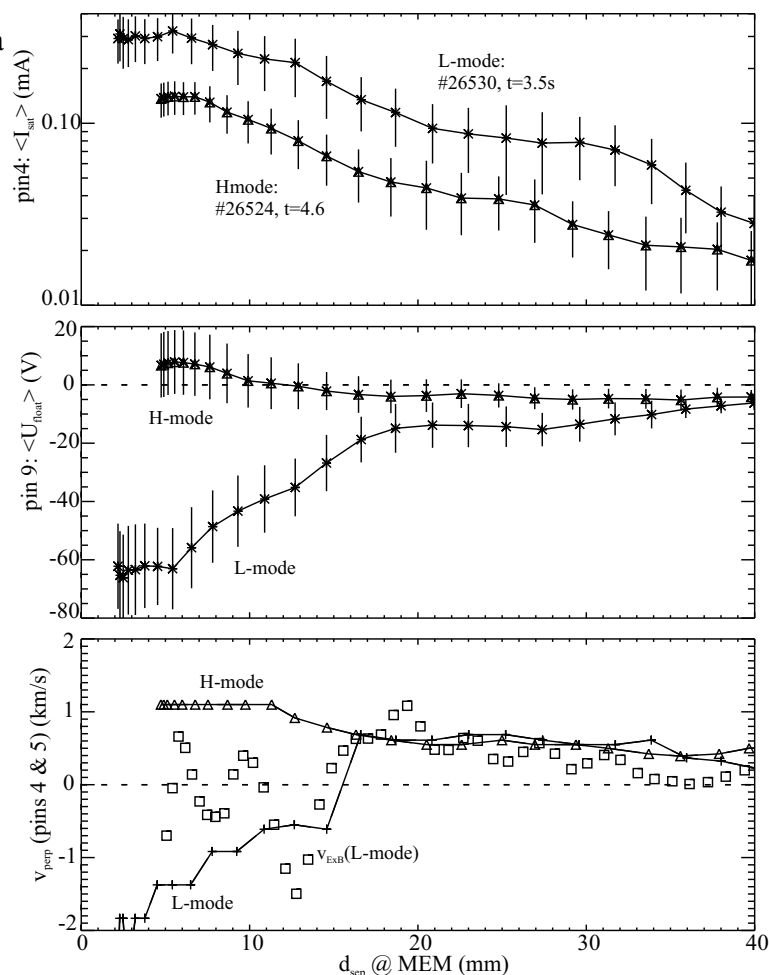 a
pin4: <I_sat> (mA)
0.10
0.01
L-mode:
#26530, t=3.5s
Hmode:
#26524, t=4.6
pin 9: <U_float> (V)
20
0
-20
-40
-60
-80
H-mode
L-mode
v_perp (pins 4 & 5) (km/s)
2
1
0
-1
-2
H-mode
v_ExB(L-mode)
L-mode
0
10
20
30
40
d_sep @ MEM (mm)